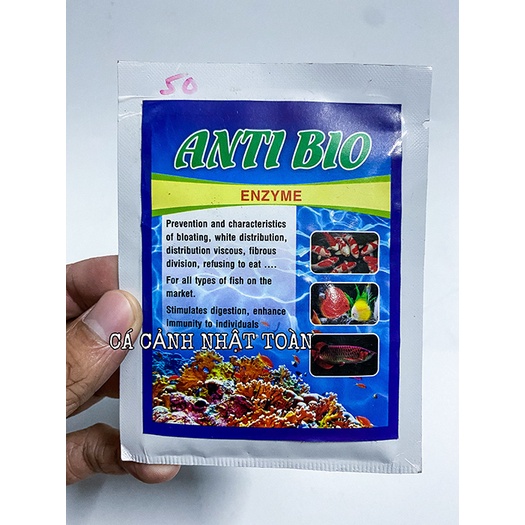 50
ANTI BIO
ENZYME
Prevention and characteristics
of bloating, white distribution,
distribution viscous, fibrous
division, refusing to eat ....
For all types of fish on the
market.
Stimulates digestion, enhance
immunity to individuals
CÁ CẢNH NHẬT TOÀN